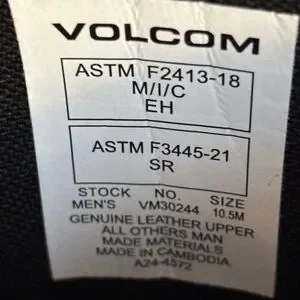 VOLCOM
ASTM F2413-18
M/I/C
EH
ASTM F3445-21
SR
STOCK NO. SIZE
MEN'S VM30244 10.5M
GENUINE LEATHER UPPER
ALL OTHERS MAN
MADE MATERIALS
MADE IN CAMBODIA
A24-4572